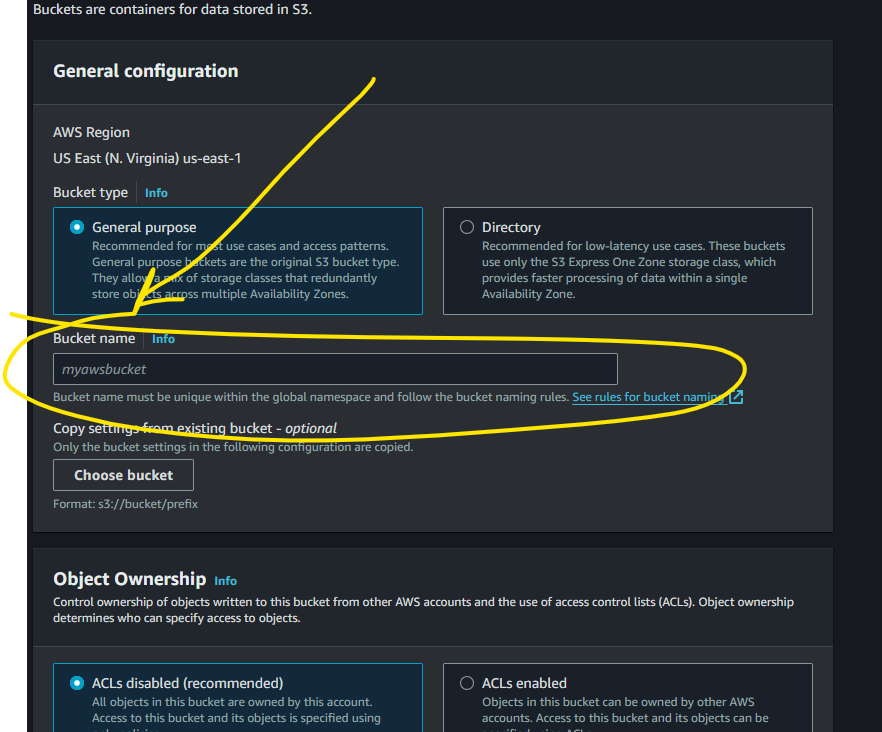 Buckets are containers for data stored in S3.
General configuration
AWS Region
US East (N. Virginia) us-east-1
Bucket type Info
General purpose
Recommended for most use cases and access patterns.
General purpose buckets are the original S3 bucket type.
They allow a mix of storage classes that redundantly
store objects across multiple Availability Zones.
Directory
Recommended for low-latency use cases. These buckets
use only the S3 Express One Zone storage class, which
provides faster processing of data within a single
Availability Zone.
Bucket name Info
myawsbucket
Bucket name must be unique within the global namespace and follow the bucket naming rules. See rules for bucket naming
Copy settings from existing bucket - optional
Only the bucket settings in the following configuration are copied.
Choose bucket
Format: s3://bucket/prefix
Object Ownership Info
Control ownership of objects written to this bucket from other AWS accounts and the use of access control lists (ACLs). Object ownership
determines who can specify access to objects.
ACLs disabled (recommended)
All objects in this bucket are owned by this account.
Access to this bucket and its objects is specified using
ACLs enabled
Objects in this bucket can be owned by other AWS
accounts. Access to this bucket and its objects can be